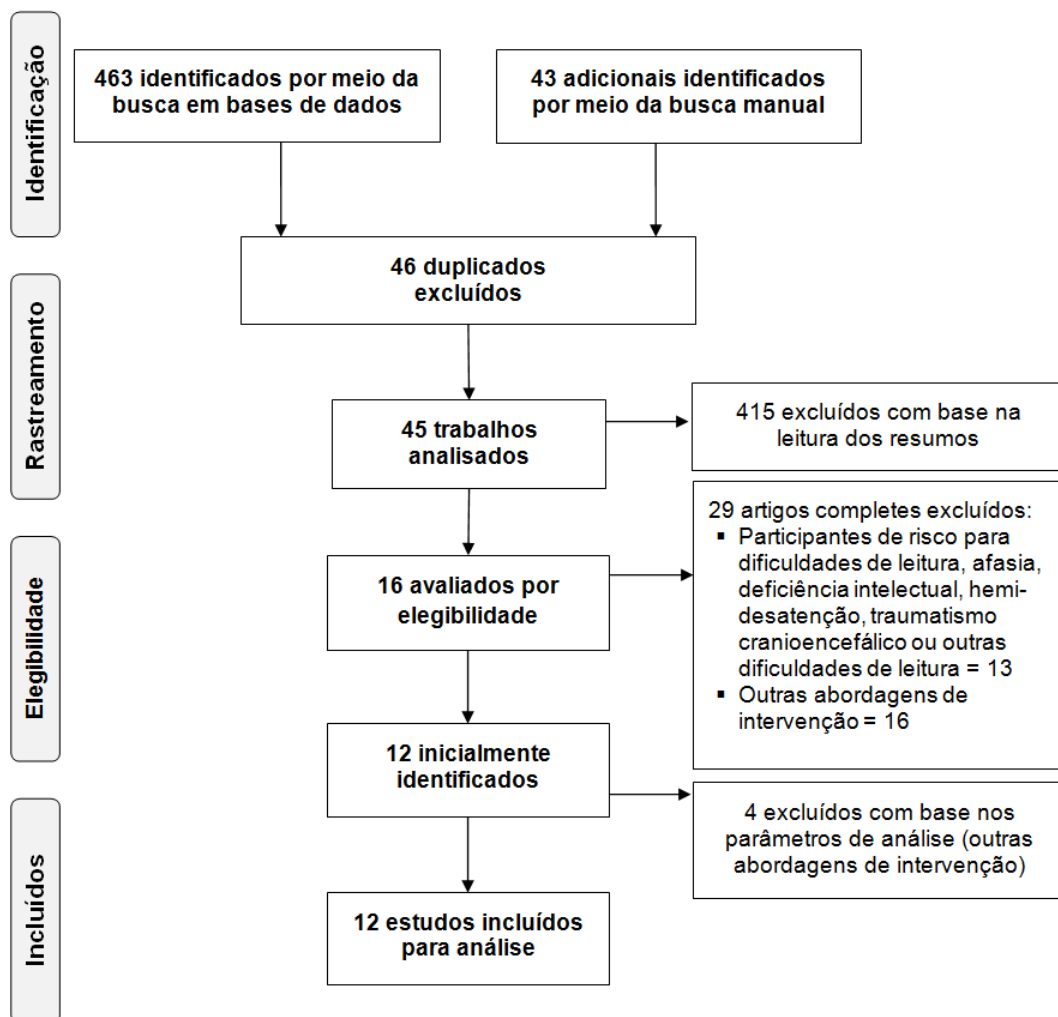 Identificação
463 identificados por meio da
busca em bases de dados
43 adicionais identificados
por meio da busca manual
46 duplicados
excluídos
Rastreamento
45 trabalhos
analisados
415 excluídos com base na
leitura dos resumos
Elegibilidade
16 avaliados por
elegibilidade
29 artigos completes excluídos:
▪ Participantes de risco para
dificuldades de leitura, afasia,
deficiência intelectual, hemi-
desatenção, traumatismo
cranioencefálico ou outras
dificuldades de leitura = 13
▪ Outras abordagens de
intervenção = 16
12 inicialmente
identificados
Incluídos
4 excluídos com base nos
parâmetros de análise (outras
abordagens de intervenção)
12 estudos incluídos
para análise